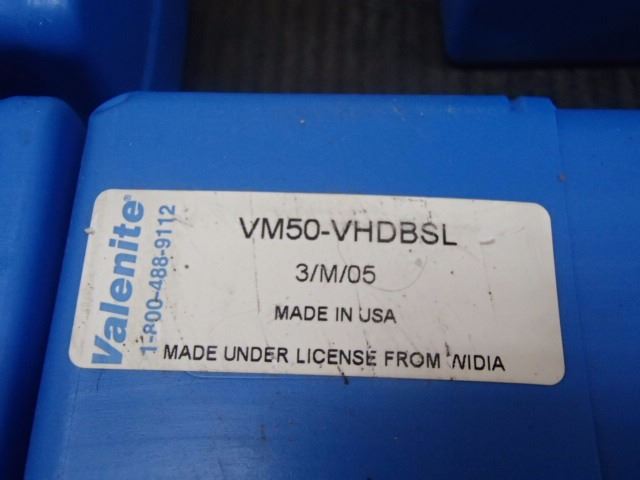 Valenite®
1-800-488-9112
VM50-VHDBSL
3/M/05
MADE IN USA
MADE UNDER LICENSE FROM WIDIA